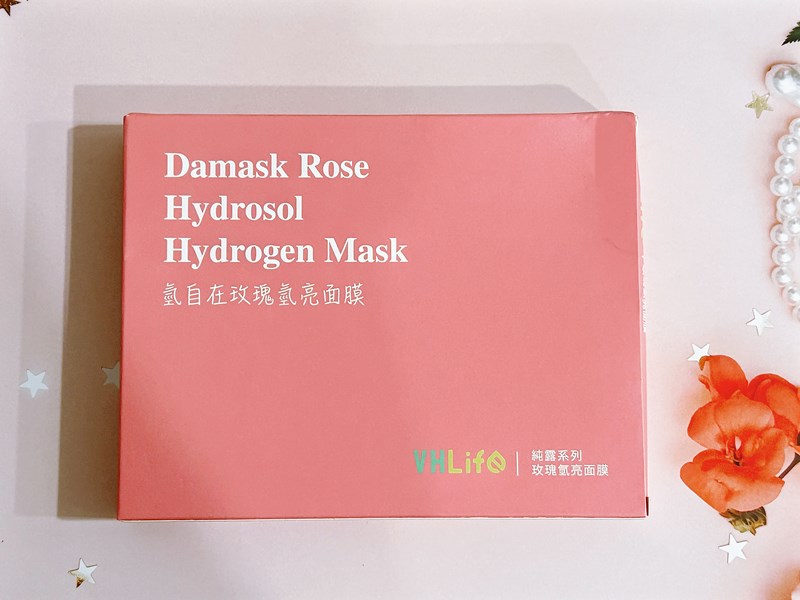 Damask Rose
Hydrosol
Hydrogen Mask
氫自在玫瑰氫亮面膜
VHLife
純露系列
玫瑰氫亮面膜